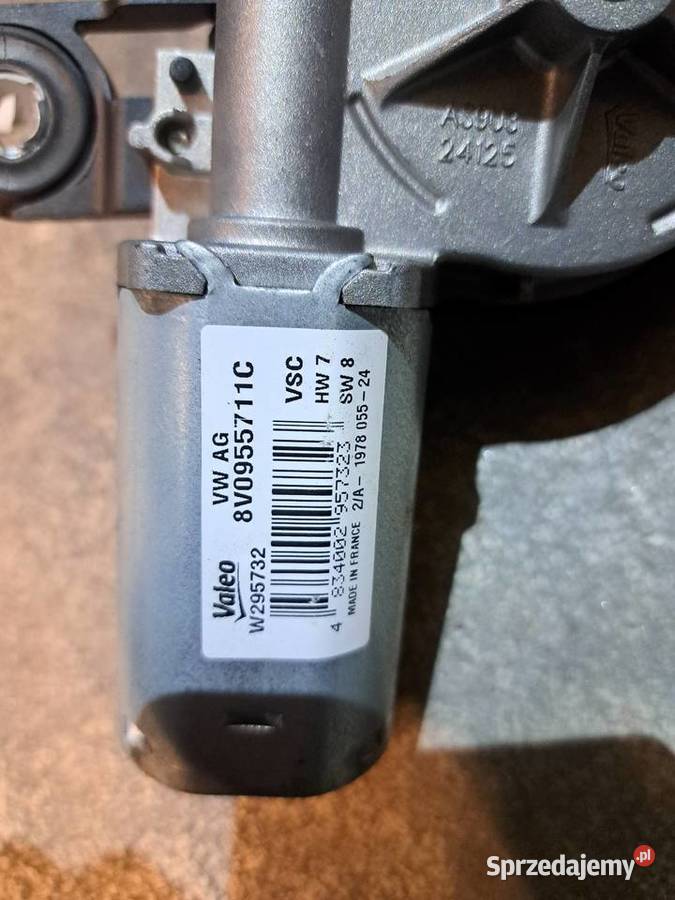 AS903
24125
Valeo
Valeo
VW AG
W295732
8V0955711C
VSC
HW 7
SW 8
4 834002 957323
MADE IN FRANCE 2/A - 1978 055 - 24
Sprzedajemy.pl